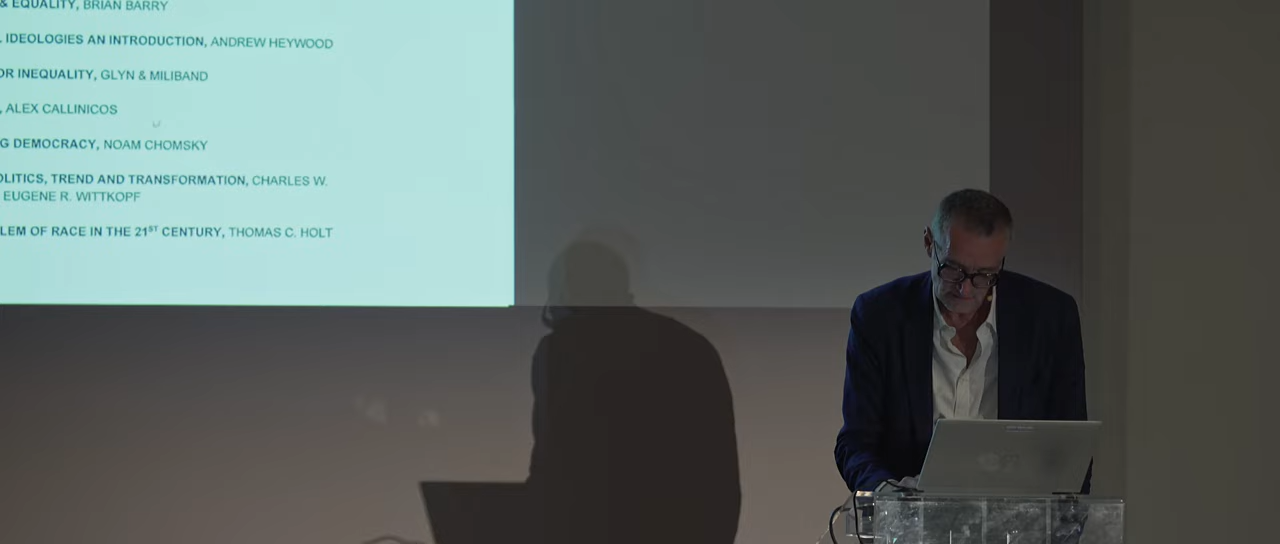 & EQUALITY, BRIAN BARRY
IDEOLOGIES AN INTRODUCTION, ANDREW HEYWOOD
OR INEQUALITY, GLYN & MILIBAND
, ALEX CALLINICOS
G DEMOCRACY, NOAM CHOMSKY
OLITICS, TREND AND TRANSFORMATION, CHARLES W.
EUGENE R. WITTKOPF
LEM OF RACE IN THE 21ST CENTURY, THOMAS C. HOLT